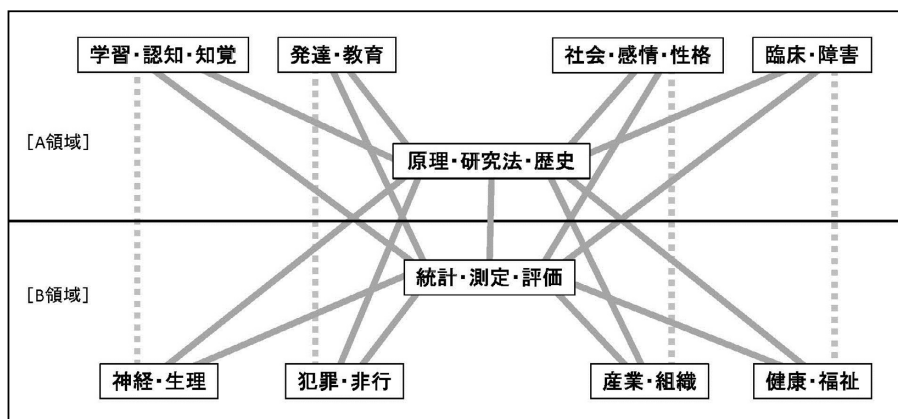 学習・認知・知覚
発達・教育
社会・感情・性格
臨床・障害
[A領域]
原理・研究法・歴史
統計・測定・評価
[B領域]
神経・生理
犯罪・非行
産業・組織
健康・福祉